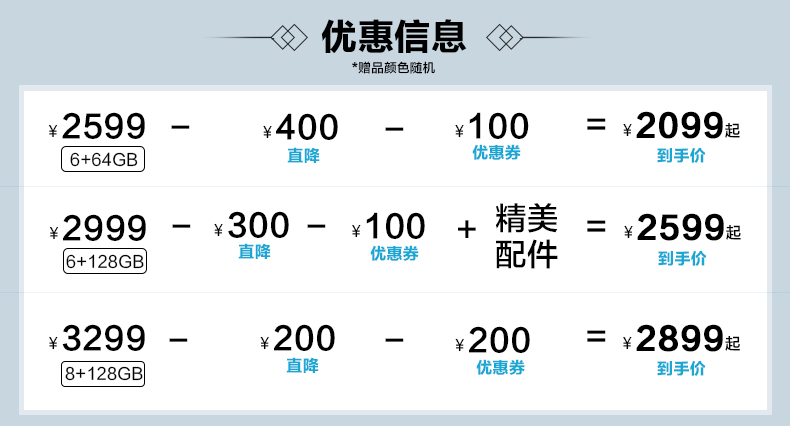 优惠信息
*赠品颜色随机
¥2599 − ¥400 − ¥100 = ¥2099起
6+64GB 直降 优惠券 到手价
¥2999 − ¥300 − ¥100 + 精美 = ¥2599起
6+128GB 直降 优惠券 配件 到手价
¥3299 − ¥200 − ¥200 = ¥2899起
8+128GB 直降 优惠券 到手价